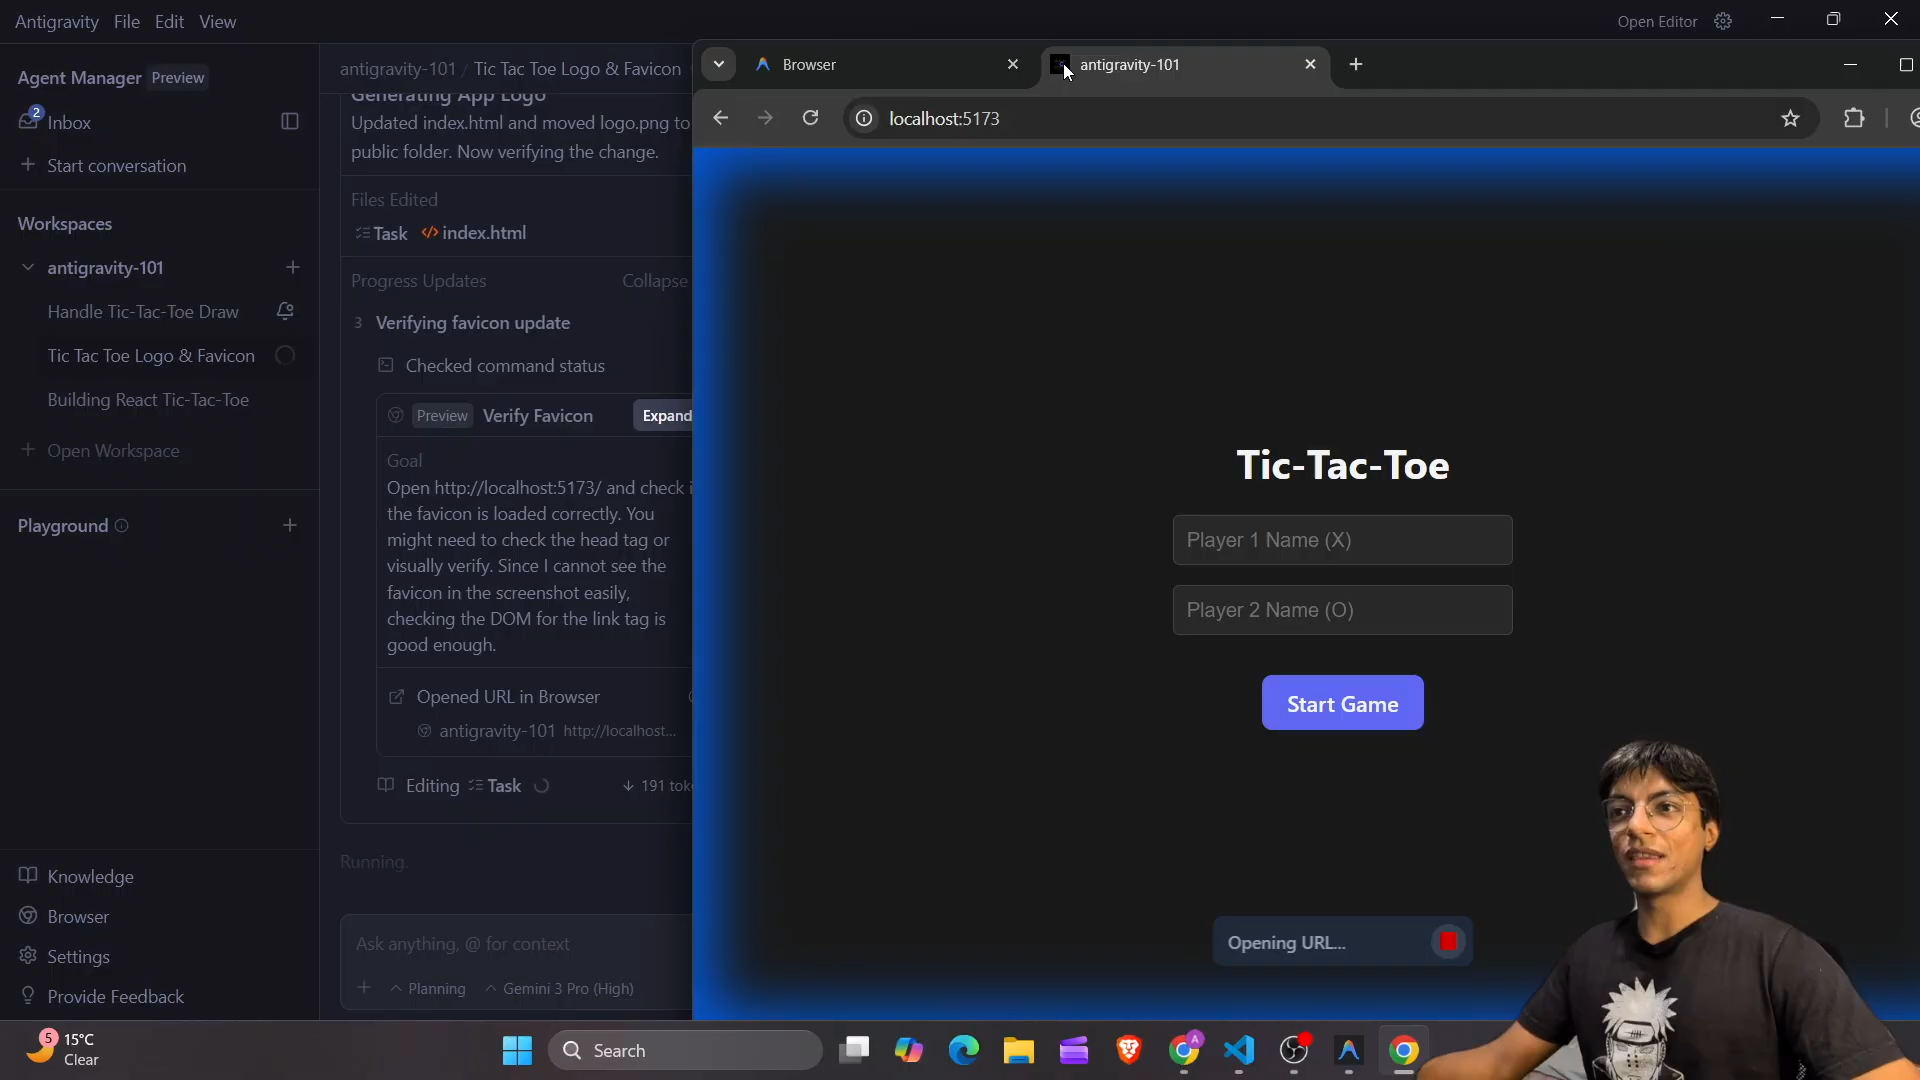 Antigravity File Edit View
Open Editor
Agent Manager Preview
2
Inbox
Start conversation
Workspaces
antigravity-101
Handle Tic-Tac-Toe Draw
Tic Tac Toe Logo & Favicon
Building React Tic-Tac-Toe
Open Workspace
Playground
Knowledge
Browser
Settings
Provide Feedback
antigravity-101 / Tic Tac Toe Logo & Favicon
Generating App Logo
Updated index.html and moved logo.png to
public folder. Now verifying the change.
Files Edited
Task </> index.html
Progress Updates Collapse
3 Verifying favicon update
Checked command status
Preview Verify Favicon Expand
Goal
Open http://localhost:5173/ and check
the favicon is loaded correctly. You
might need to check the head tag or
visually verify. Since I cannot see the
favicon in the screenshot easily,
checking the DOM for the link tag is
good enough.
Opened URL in Browser
antigravity-101 http://localhost...
Editing Task ↓ 191
Running.
Ask anything, @ for context
Planning Gemini 3 Pro (High)
Browser
antigravity-101
localhost:5173
Tic-Tac-Toe
Player 1 Name (X)
Player 2 Name (O)
Start Game
Opening URL...
5
15°C
Clear
Search
A